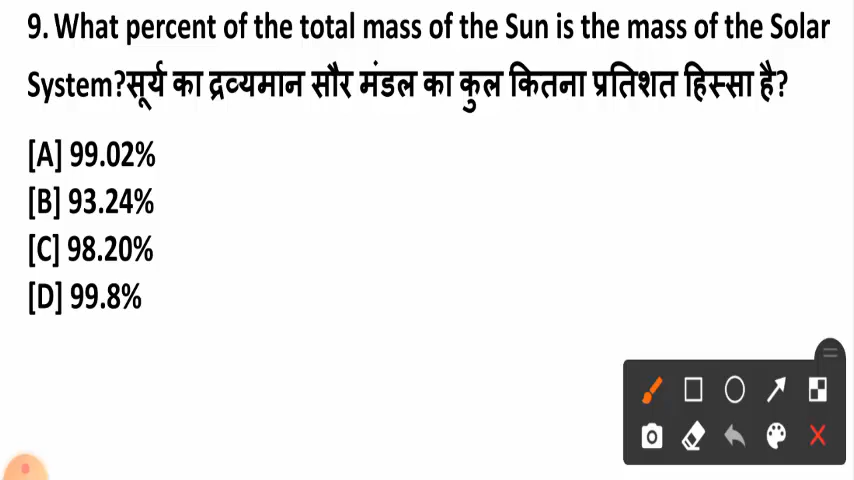 9. What percent of the total mass of the Sun is the mass of the Solar
System?सूर्य का द्रव्यमान सौर मंडल का कुल कितना प्रतिशत हिस्सा है?
[A] 99.02%
[B] 93.24%
[C] 98.20%
[D] 99.8%